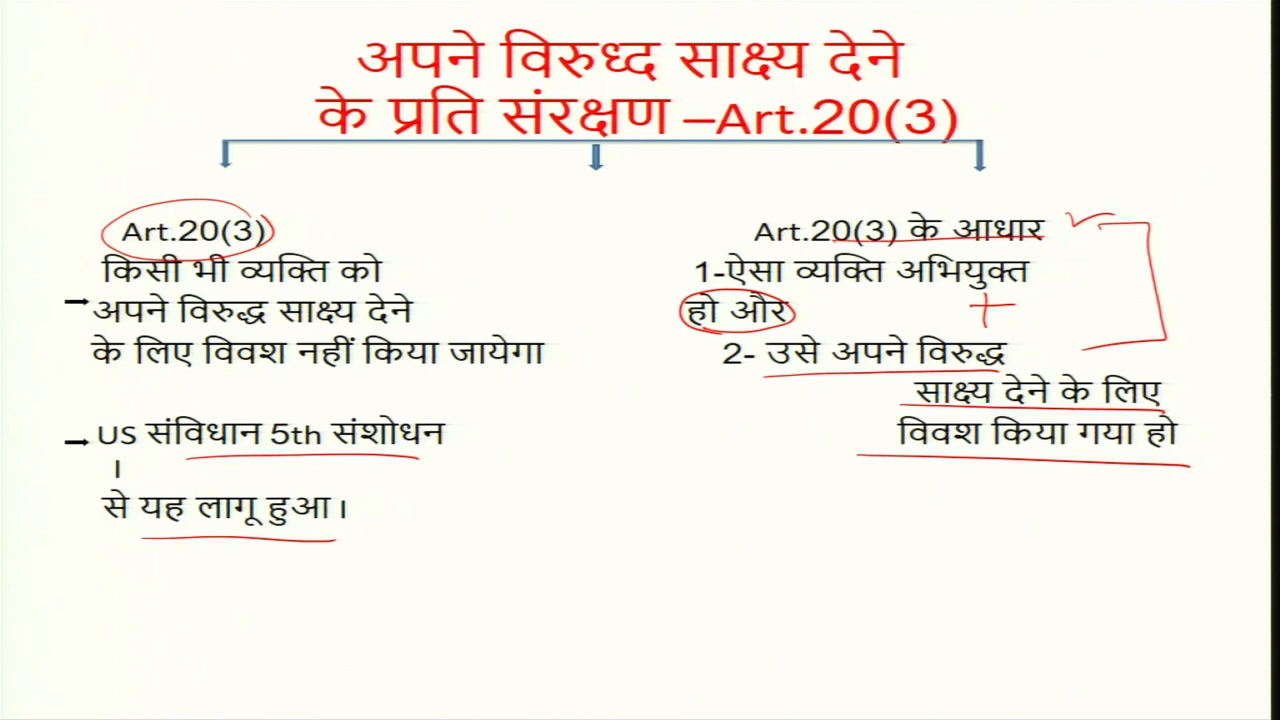 अपने विरुध्द साक्ष्य देने
के प्रति संरक्षण –Art.20(3)
Art.20(3)
किसी भी व्यक्ति को
अपने विरुद्ध साक्ष्य देने
के लिए विवश नहीं किया जायेगा
US संविधान 5th संशोधन
।
से यह लागू हुआ।
Art.20(3) के आधार
1-ऐसा व्यक्ति अभियुक्त
हो और
2- उसे अपने विरुद्ध
साक्ष्य देने के लिए
विवश किया गया हो